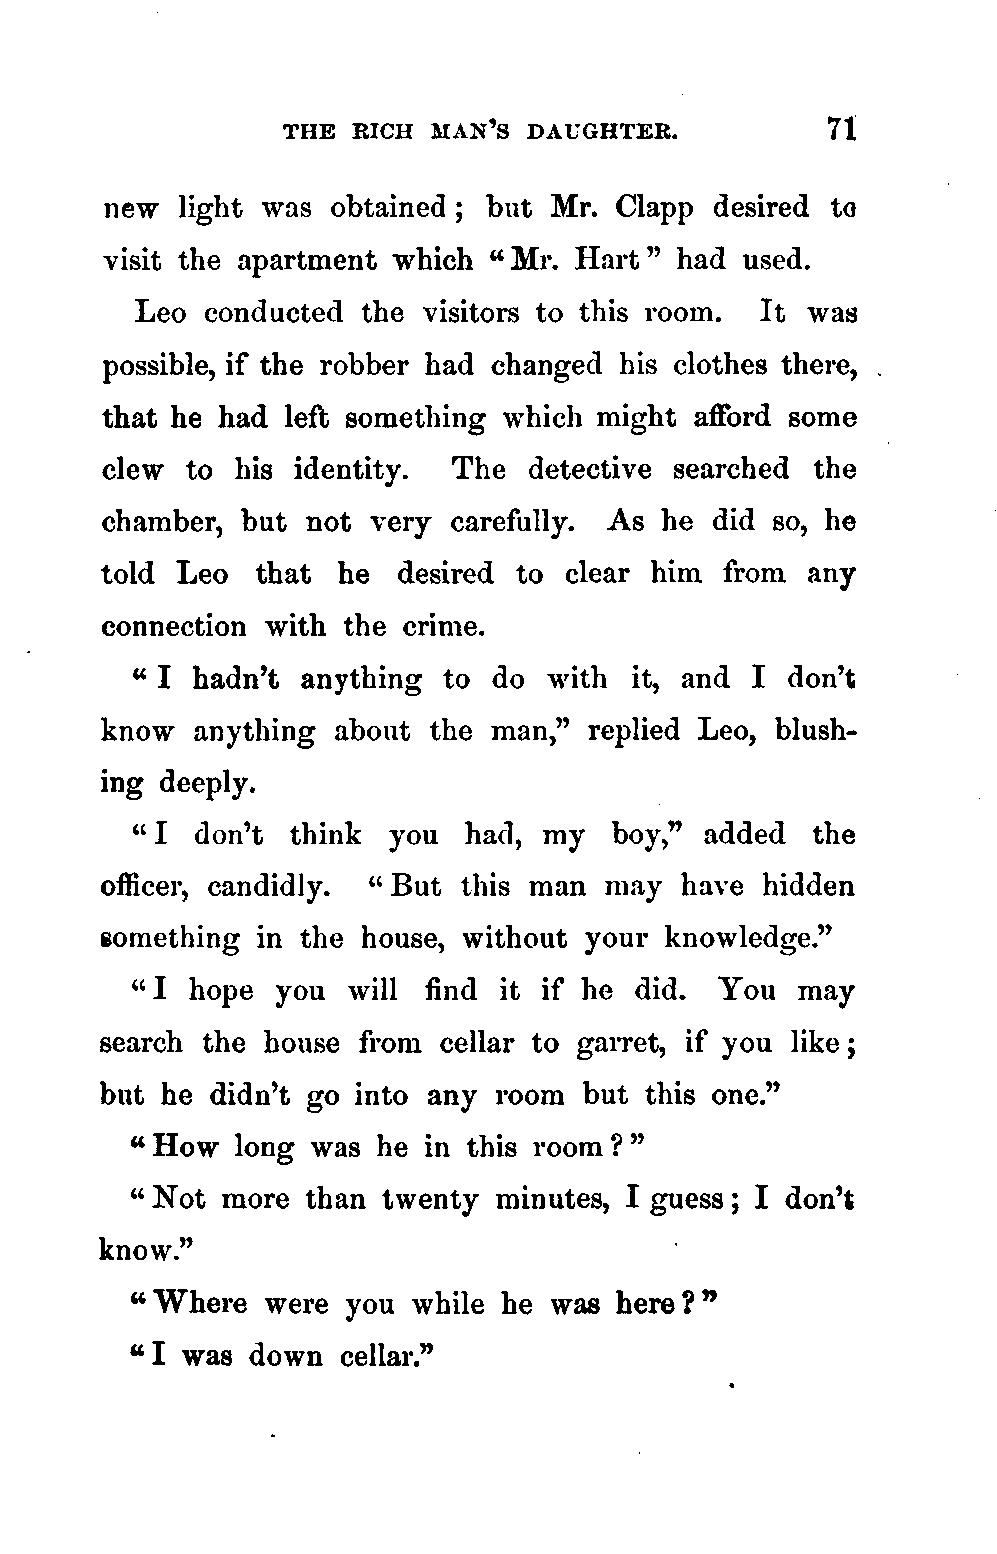 THE RICH MAN'S DAUGHTER. 71
new light was obtained; but Mr. Clapp desired to
visit the apartment which "Mr. Hart" had used.
Leo conducted the visitors to this room. It was
possible, if the robber had changed his clothes there,
that he had left something which might afford some
clew to his identity. The detective searched the
chamber, but not very carefully. As he did so, he
told Leo that he desired to clear him from any
connection with the crime.
"I hadn't anything to do with it, and I don't
know anything about the man," replied Leo, blush-
ing deeply.
"I don't think you had, my boy," added the
officer, candidly. "But this man may have hidden
something in the house, without your knowledge."
"I hope you will find it if he did. You may
search the house from cellar to garret, if you like;
but he didn't go into any room but this one."
"How long was he in this room?"
"Not more than twenty minutes, I guess; I don't
know."
"Where were you while he was here?"
"I was down cellar."